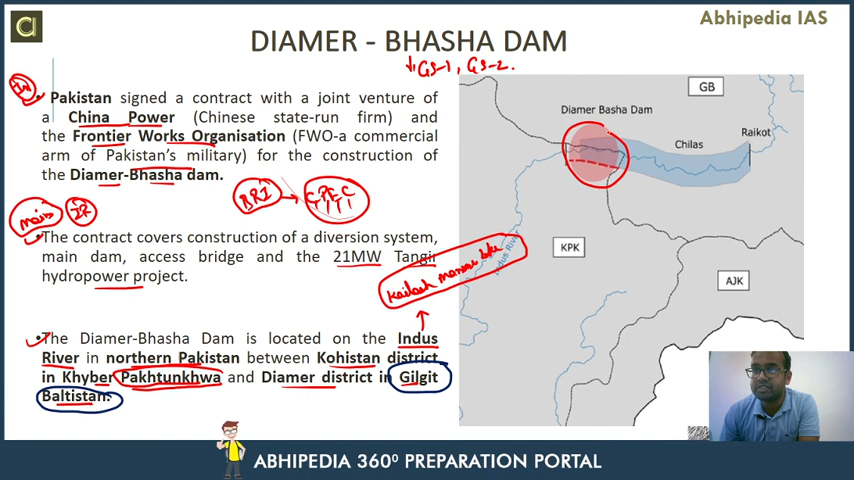 Abhipedia IAS
a
DIAMER - BHASHA DAM
GS-1, GS-2.
Pakistan signed a contract with a joint venture of
a China Power (Chinese state-run firm) and
the Frontier Works Organisation (FWO-a commercial
arm of Pakistan's military) for the construction of
the Diamer-Bhasha dam.
BRI → CPEC
Mains IR
•The contract covers construction of a diversion system,
main dam, access bridge and the 21MW Tangir
hydropower project.
•The Diamer-Bhasha Dam is located on the Indus
River in northern Pakistan between Kohistan district
in Khyber Pakhtunkhwa and Diamer district in Gilgit
Baltistan.
GB
Diamer Basha Dam
Raikot
Chilas
KPK
Indus River
AJK
Kailash
ABHIPEDIA 360⁰ PREPARATION PORTAL